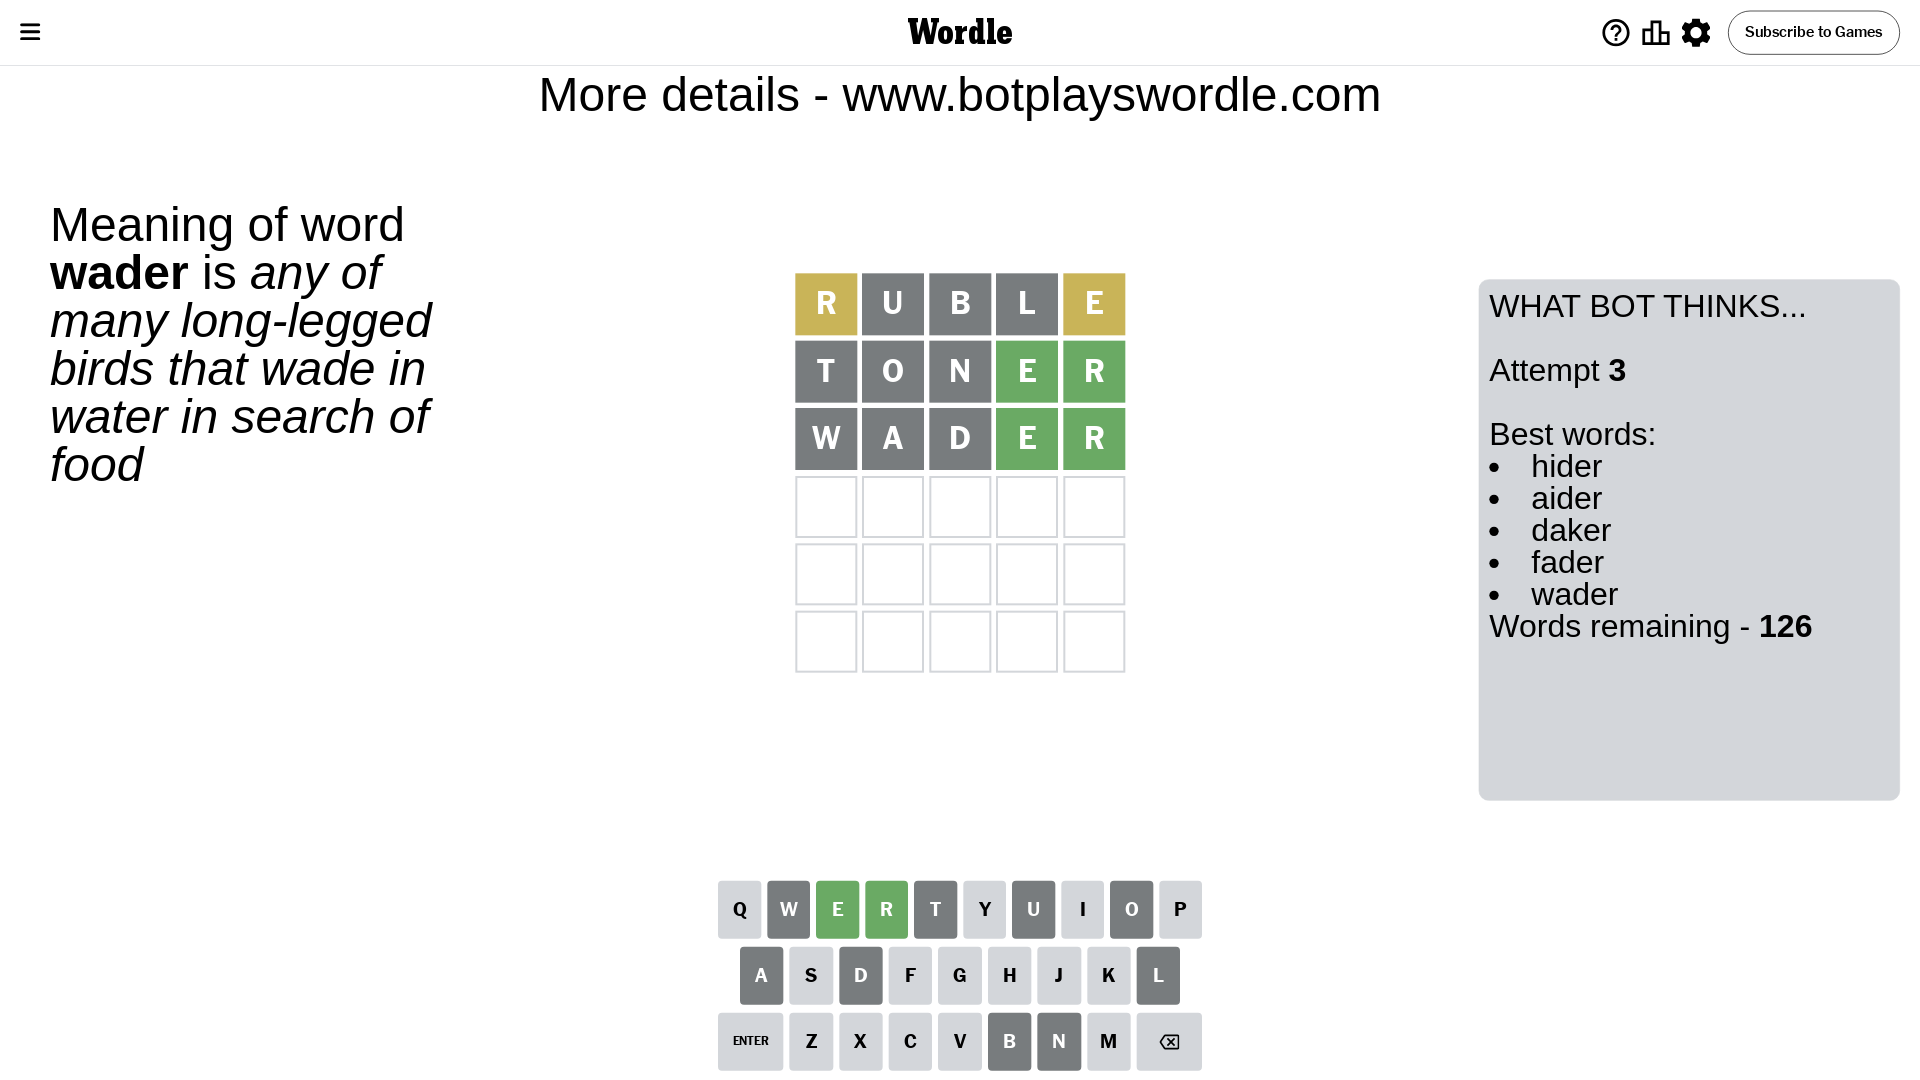 Wordle
Subscribe to Games
More details - www.botplayswordle.com
Meaning of word
wader is any of
many long-legged
birds that wade in
water in search of
food
R U B L E
T O N E R
W A D E R
WHAT BOT THINKS...
Attempt 3
Best words:
• hider
• aider
• daker
• fader
• wader
Words remaining - 126
Q W E R T Y U I O P
A S D F G H J K L
ENTER Z X C V B N M